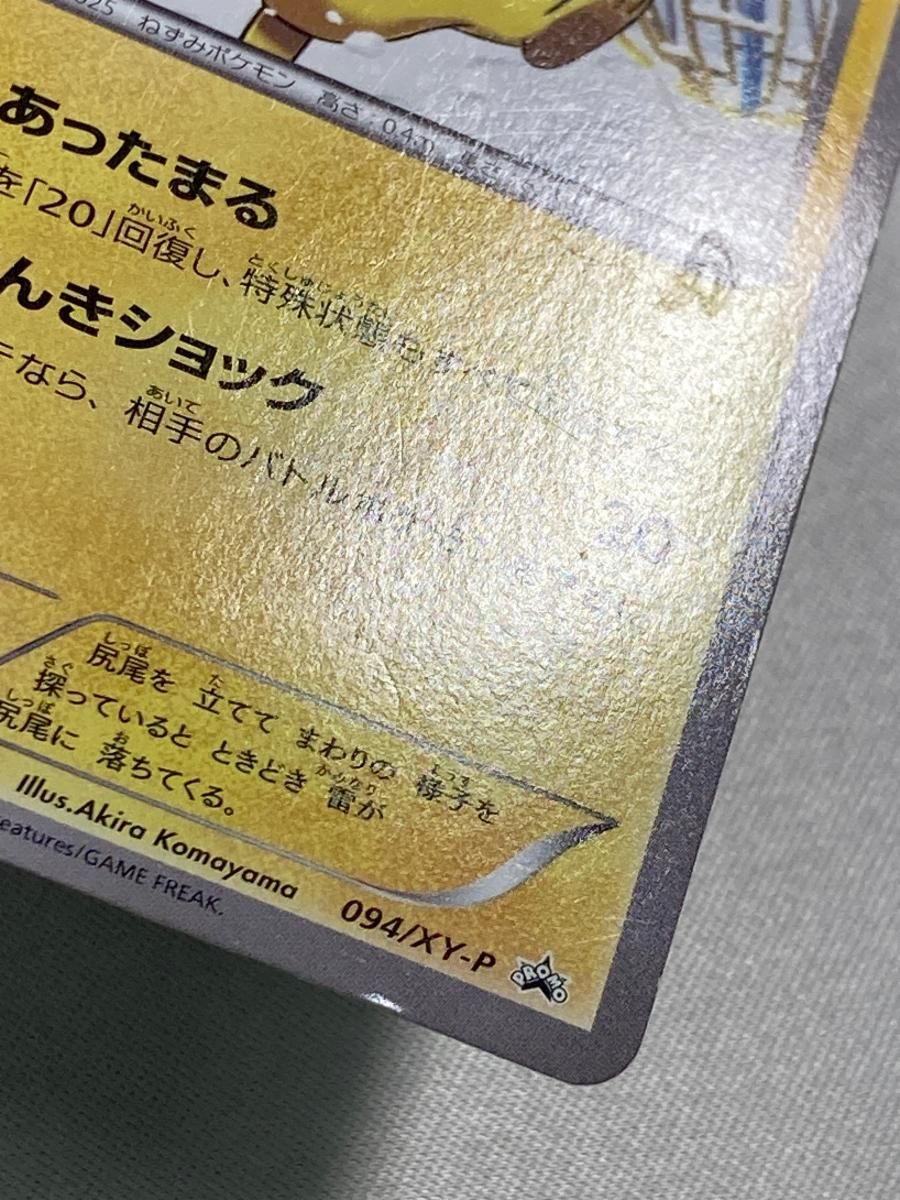 025 ねずみポケモン 高さ:0.4m
あったまる
を「20」回復し、特殊状態も
んきショック
なら、相手のバトル
20
尻尾を 立てて まわりの 様子を
探っていると ときどき 雷が
尻尾に 落ちてくる。
Illus.Akira Komayama
eatures/GAME FREAK.
094/XY-P
PROMO